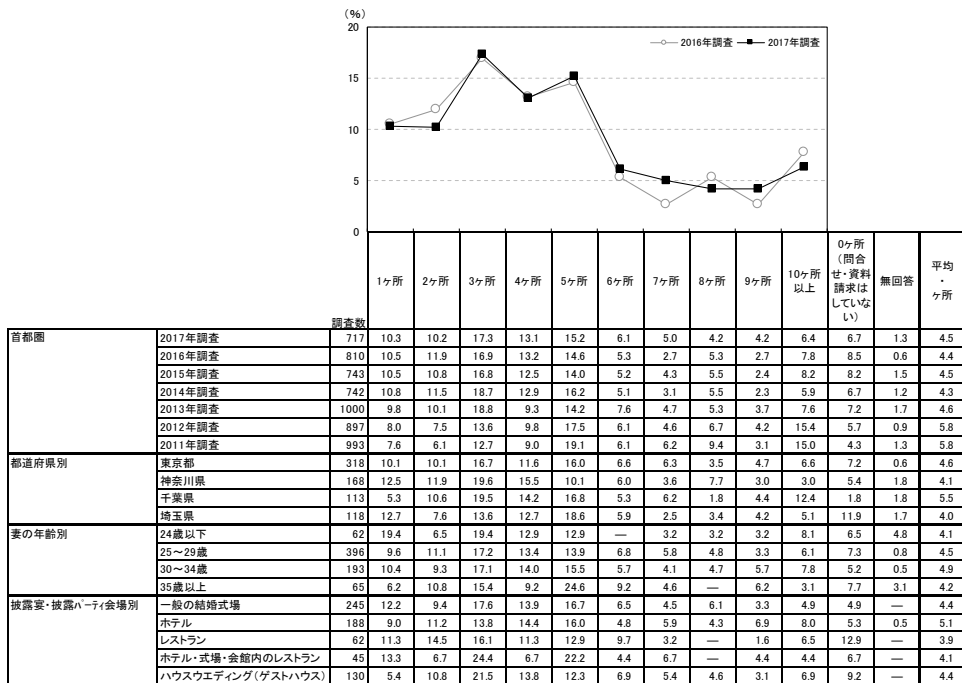 (%)
20
15
10
5
0
2016年調査 2017年調査
調査数 1ヶ所 2ヶ所 3ヶ所 4ヶ所 5ヶ所 6ヶ所 7ヶ所 8ヶ所 9ヶ所 10ヶ所以上 0ヶ所(問合せ・資料請求はしていない) 無回答 平均・ヶ所
首都圏 2017年調査 717 10.3 10.2 17.3 13.1 15.2 6.1 5.0 4.2 4.2 6.4 6.7 1.3 4.5
2016年調査 810 10.5 11.9 16.9 13.2 14.6 5.3 2.7 5.3 2.7 7.8 8.5 0.6 4.4
2015年調査 743 10.5 10.8 16.8 12.5 14.0 5.2 4.3 5.5 2.4 8.2 8.2 1.5 4.5
2014年調査 742 10.8 11.5 18.7 12.9 16.2 5.1 3.1 5.5 2.3 5.9 6.7 1.2 4.3
2013年調査 1000 9.8 10.1 18.8 9.3 14.2 7.6 4.7 5.3 3.7 7.6 7.2 1.7 4.6
2012年調査 897 8.0 7.5 13.6 9.8 17.5 6.1 4.6 6.7 4.2 15.4 5.7 0.9 5.8
2011年調査 993 7.6 6.1 12.7 9.0 19.1 6.1 6.2 9.4 3.1 15.0 4.3 1.3 5.8
都道府県別 東京都 318 10.1 10.1 16.7 11.6 16.0 6.6 6.3 3.5 4.7 6.6 7.2 0.6 4.6
神奈川県 168 12.5 11.9 19.6 15.5 10.1 6.0 3.6 7.7 3.0 3.0 5.4 1.8 4.1
千葉県 113 5.3 10.6 19.5 14.2 16.8 5.3 6.2 1.8 4.4 12.4 1.8 1.8 5.5
埼玉県 118 12.7 7.6 13.6 12.7 18.6 5.9 2.5 3.4 4.2 5.1 11.9 1.7 4.0
妻の年齢別 24歳以下 62 19.4 6.5 19.4 12.9 12.9 — 3.2 3.2 3.2 8.1 6.5 4.8 4.1
25~29歳 396 9.6 11.1 17.2 13.4 13.9 6.8 5.8 4.8 3.3 6.1 7.3 0.8 4.5
30~34歳 193 10.4 9.3 17.1 14.0 15.5 5.7 4.1 4.7 5.7 7.8 5.2 0.5 4.9
35歳以上 65 6.2 10.8 15.4 9.2 24.6 9.2 4.6 — 6.2 3.1 7.7 3.1 4.2
披露宴・披露パーティ会場別 一般の結婚式場 245 12.2 9.4 17.6 13.9 16.7 6.5 4.5 6.1 3.3 4.9 4.9 — 4.4
ホテル 188 9.0 11.2 13.8 14.4 16.0 4.8 5.9 4.3 6.9 8.0 5.3 0.5 5.1
レストラン 62 11.3 14.5 16.1 11.3 12.9 9.7 3.2 — 1.6 6.5 12.9 — 3.9
ホテル・式場・会館内のレストラン 45 13.3 6.7 24.4 6.7 22.2 4.4 6.7 — 4.4 4.4 6.7 — 4.1
ハウスウエディング(ゲストハウス) 130 5.4 10.8 21.5 13.8 12.3 6.9 5.4 4.6 3.1 6.9 9.2 — 4.4